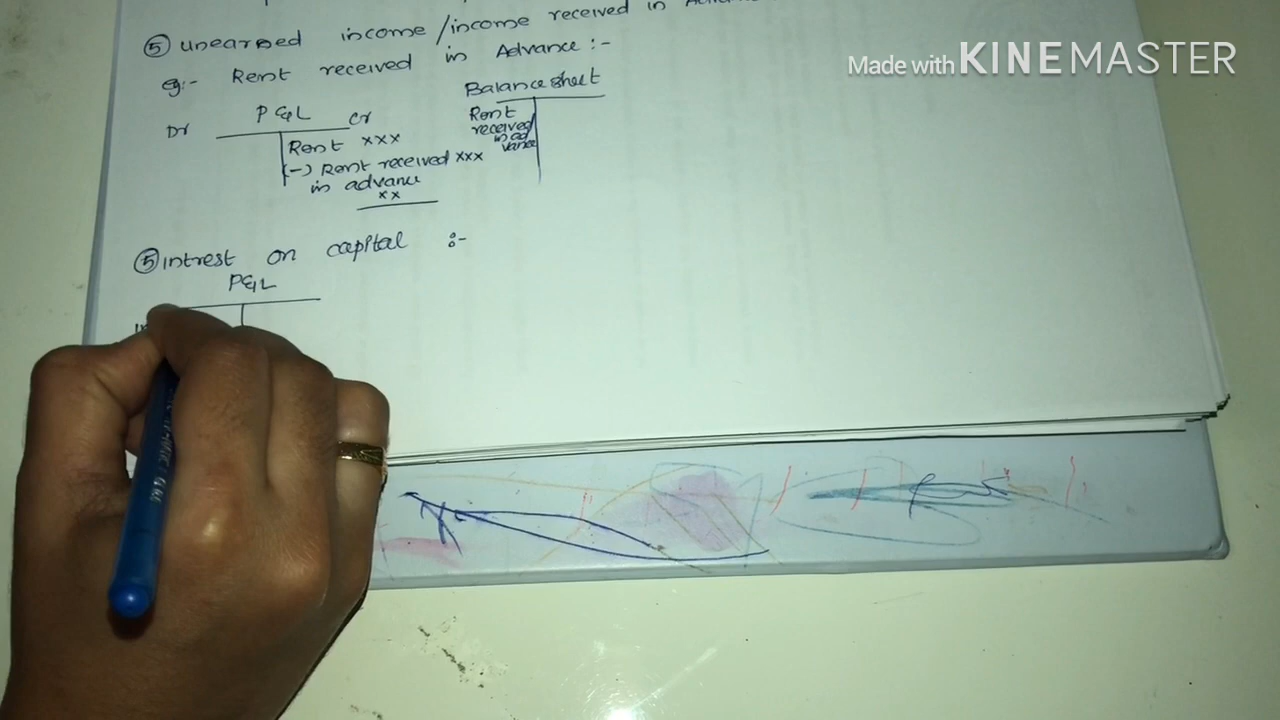 ⑤ unearned income/income received in
eg:- Rent received in Advance :-
Made with KINEMASTER
Balance sheet
P&L
Dr Cr
Rent xxx
(-) Rent received xxx
in advance
xx
Rent
received
in ad
vance
⑤ intrest on capital :-
P&L